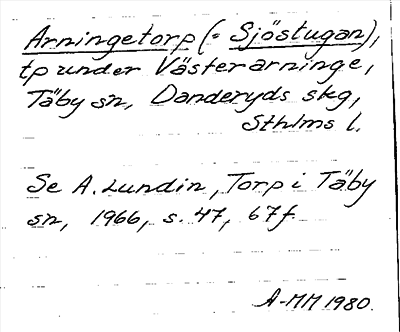 Arningetorp (= Sjöstugan),
tp under Västerarninge,
Täby sn, Danderyds skg,
Sthlms l.
Se A. Lundin, Torp i Täby
sn, 1966, s. 47, 67f
A-MM 1980.